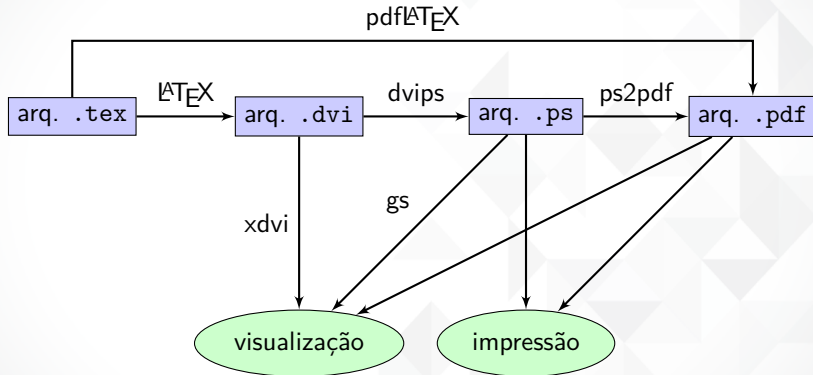 pdfLATEX
LATEX
dvips
ps2pdf
arq. .tex
arq. .dvi
arq. .ps
arq. .pdf
gs
xdvi
visualização
impressão